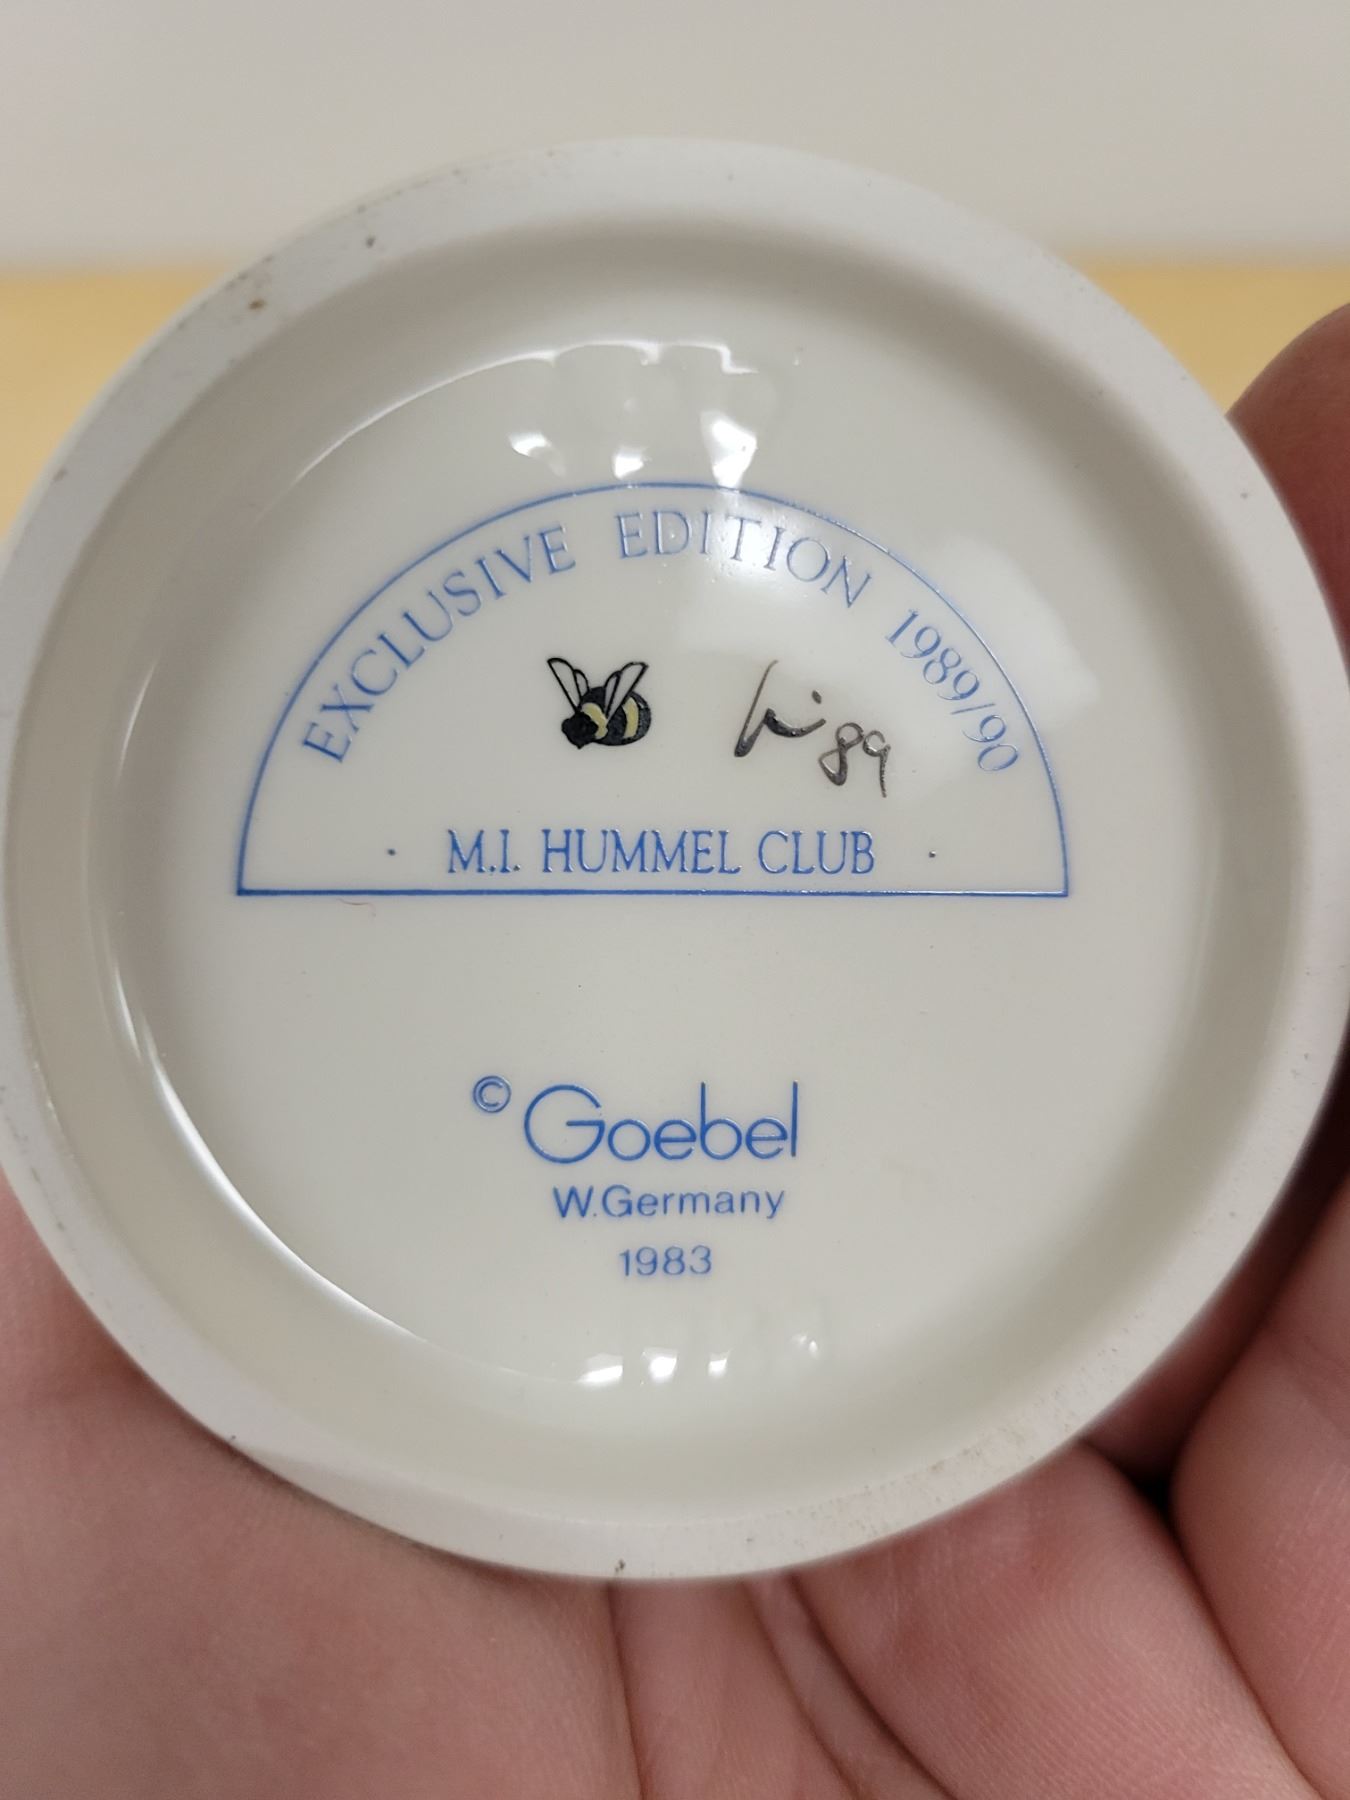 EXCLUSIVE EDITION 1989/90
89
M.I. HUMMEL CLUB
© Goebel
W.Germany
1983